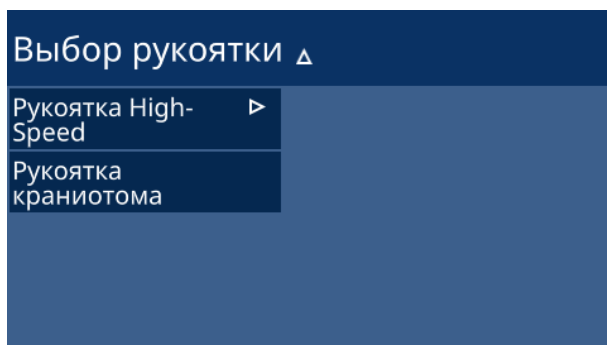 Выбор рукоятки
Рукоятка High-
Speed
Рукоятка
краниотома